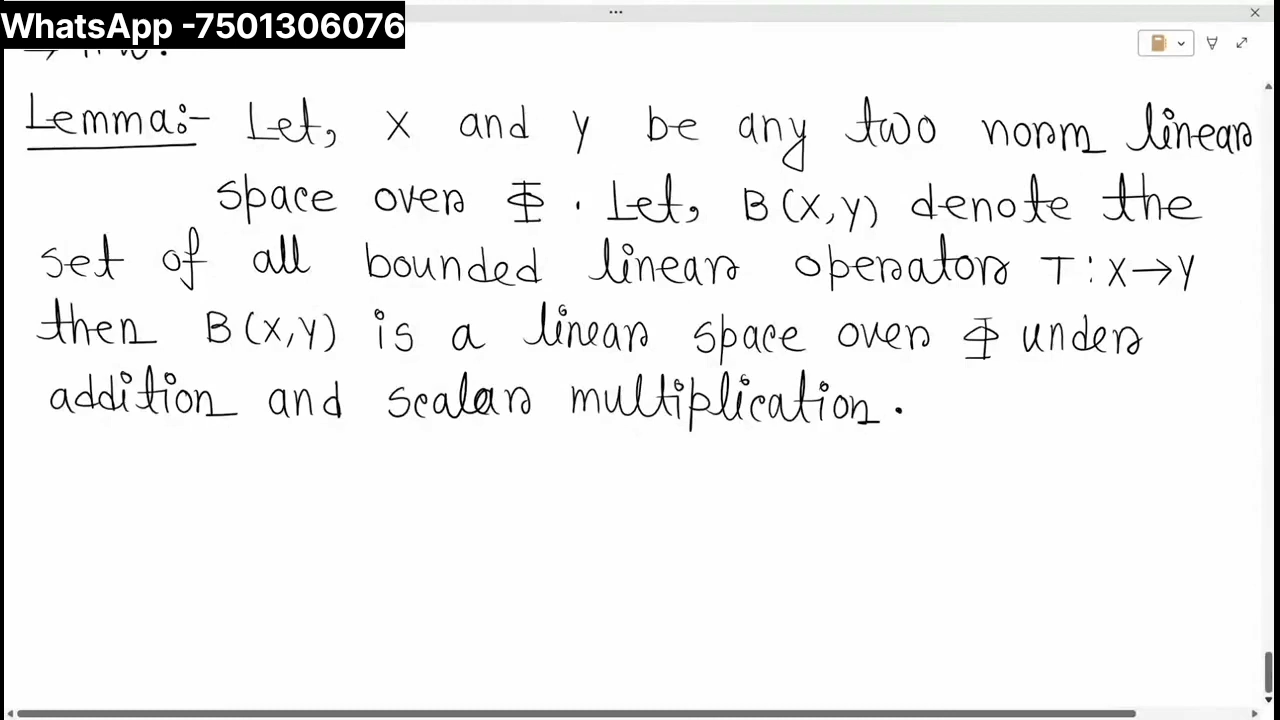 WhatsApp -7501306076
Lemma:- Let, X and Y be any two norm linear
space over Φ. Let, B(X,Y) denote the
set of all bounded linear operator T:X→Y
then B(X,Y) is a linear space over Φ under
addition and scalar multiplication.